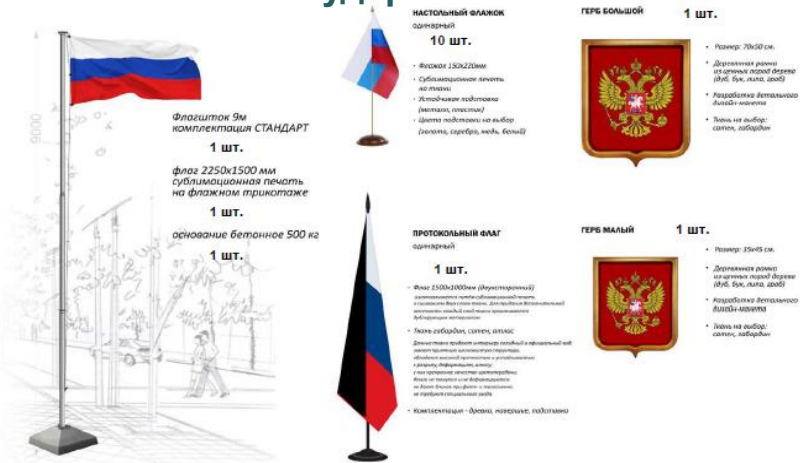 9000
Флагшток 9м
комплектация СТАНДАРТ
1 шт.
флаг 2250х1500 мм
сублимационная печать
на флажном трикотаже
1 шт.
основание бетонное 500 кг
1 шт.
НАСТОЛЬНЫЙ ФЛАЖОК
одинарный
10 шт.
• Флажок 150х220мм
• Сублимационная печать
на ткани
• Устойчивая подставка
(металл, пластик)
• Цвета подставки на выбор
(золото, серебро, медь, белый)
ПРОТОКОЛЬНЫЙ ФЛАГ
одинарный
1 шт.
• Флаг 1500х1000мм (двухсторонний)
• Ткань габардин, сатен, атлас
• Комплектация - древко, навершие, подставка
ГЕРБ БОЛЬШОЙ
1 шт.
• Размер: 70х50 см.
• Деревянная рамка
из ценных пород дерева
(дуб, бук, липа, граб)
• Разработка детального
дизайн-макета
• Ткань на выбор:
сатен, габардин
ГЕРБ МАЛЫЙ
1 шт.
• Размер: 35х45 см.
• Деревянная рамка
из ценных пород дерева
(дуб, бук, липа, граб)
• Разработка детального
дизайн-макета
• Ткань на выбор:
сатен, габардин